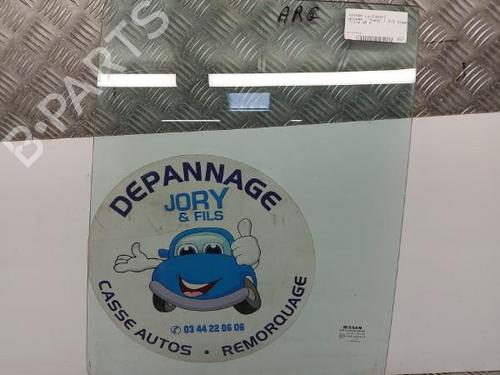 ARG
B-PARTS
DEPANNAGE
JORY
& FILS
03 44 22 06 06
CASSE AUTOS • REMORQUAGE
NISSAN